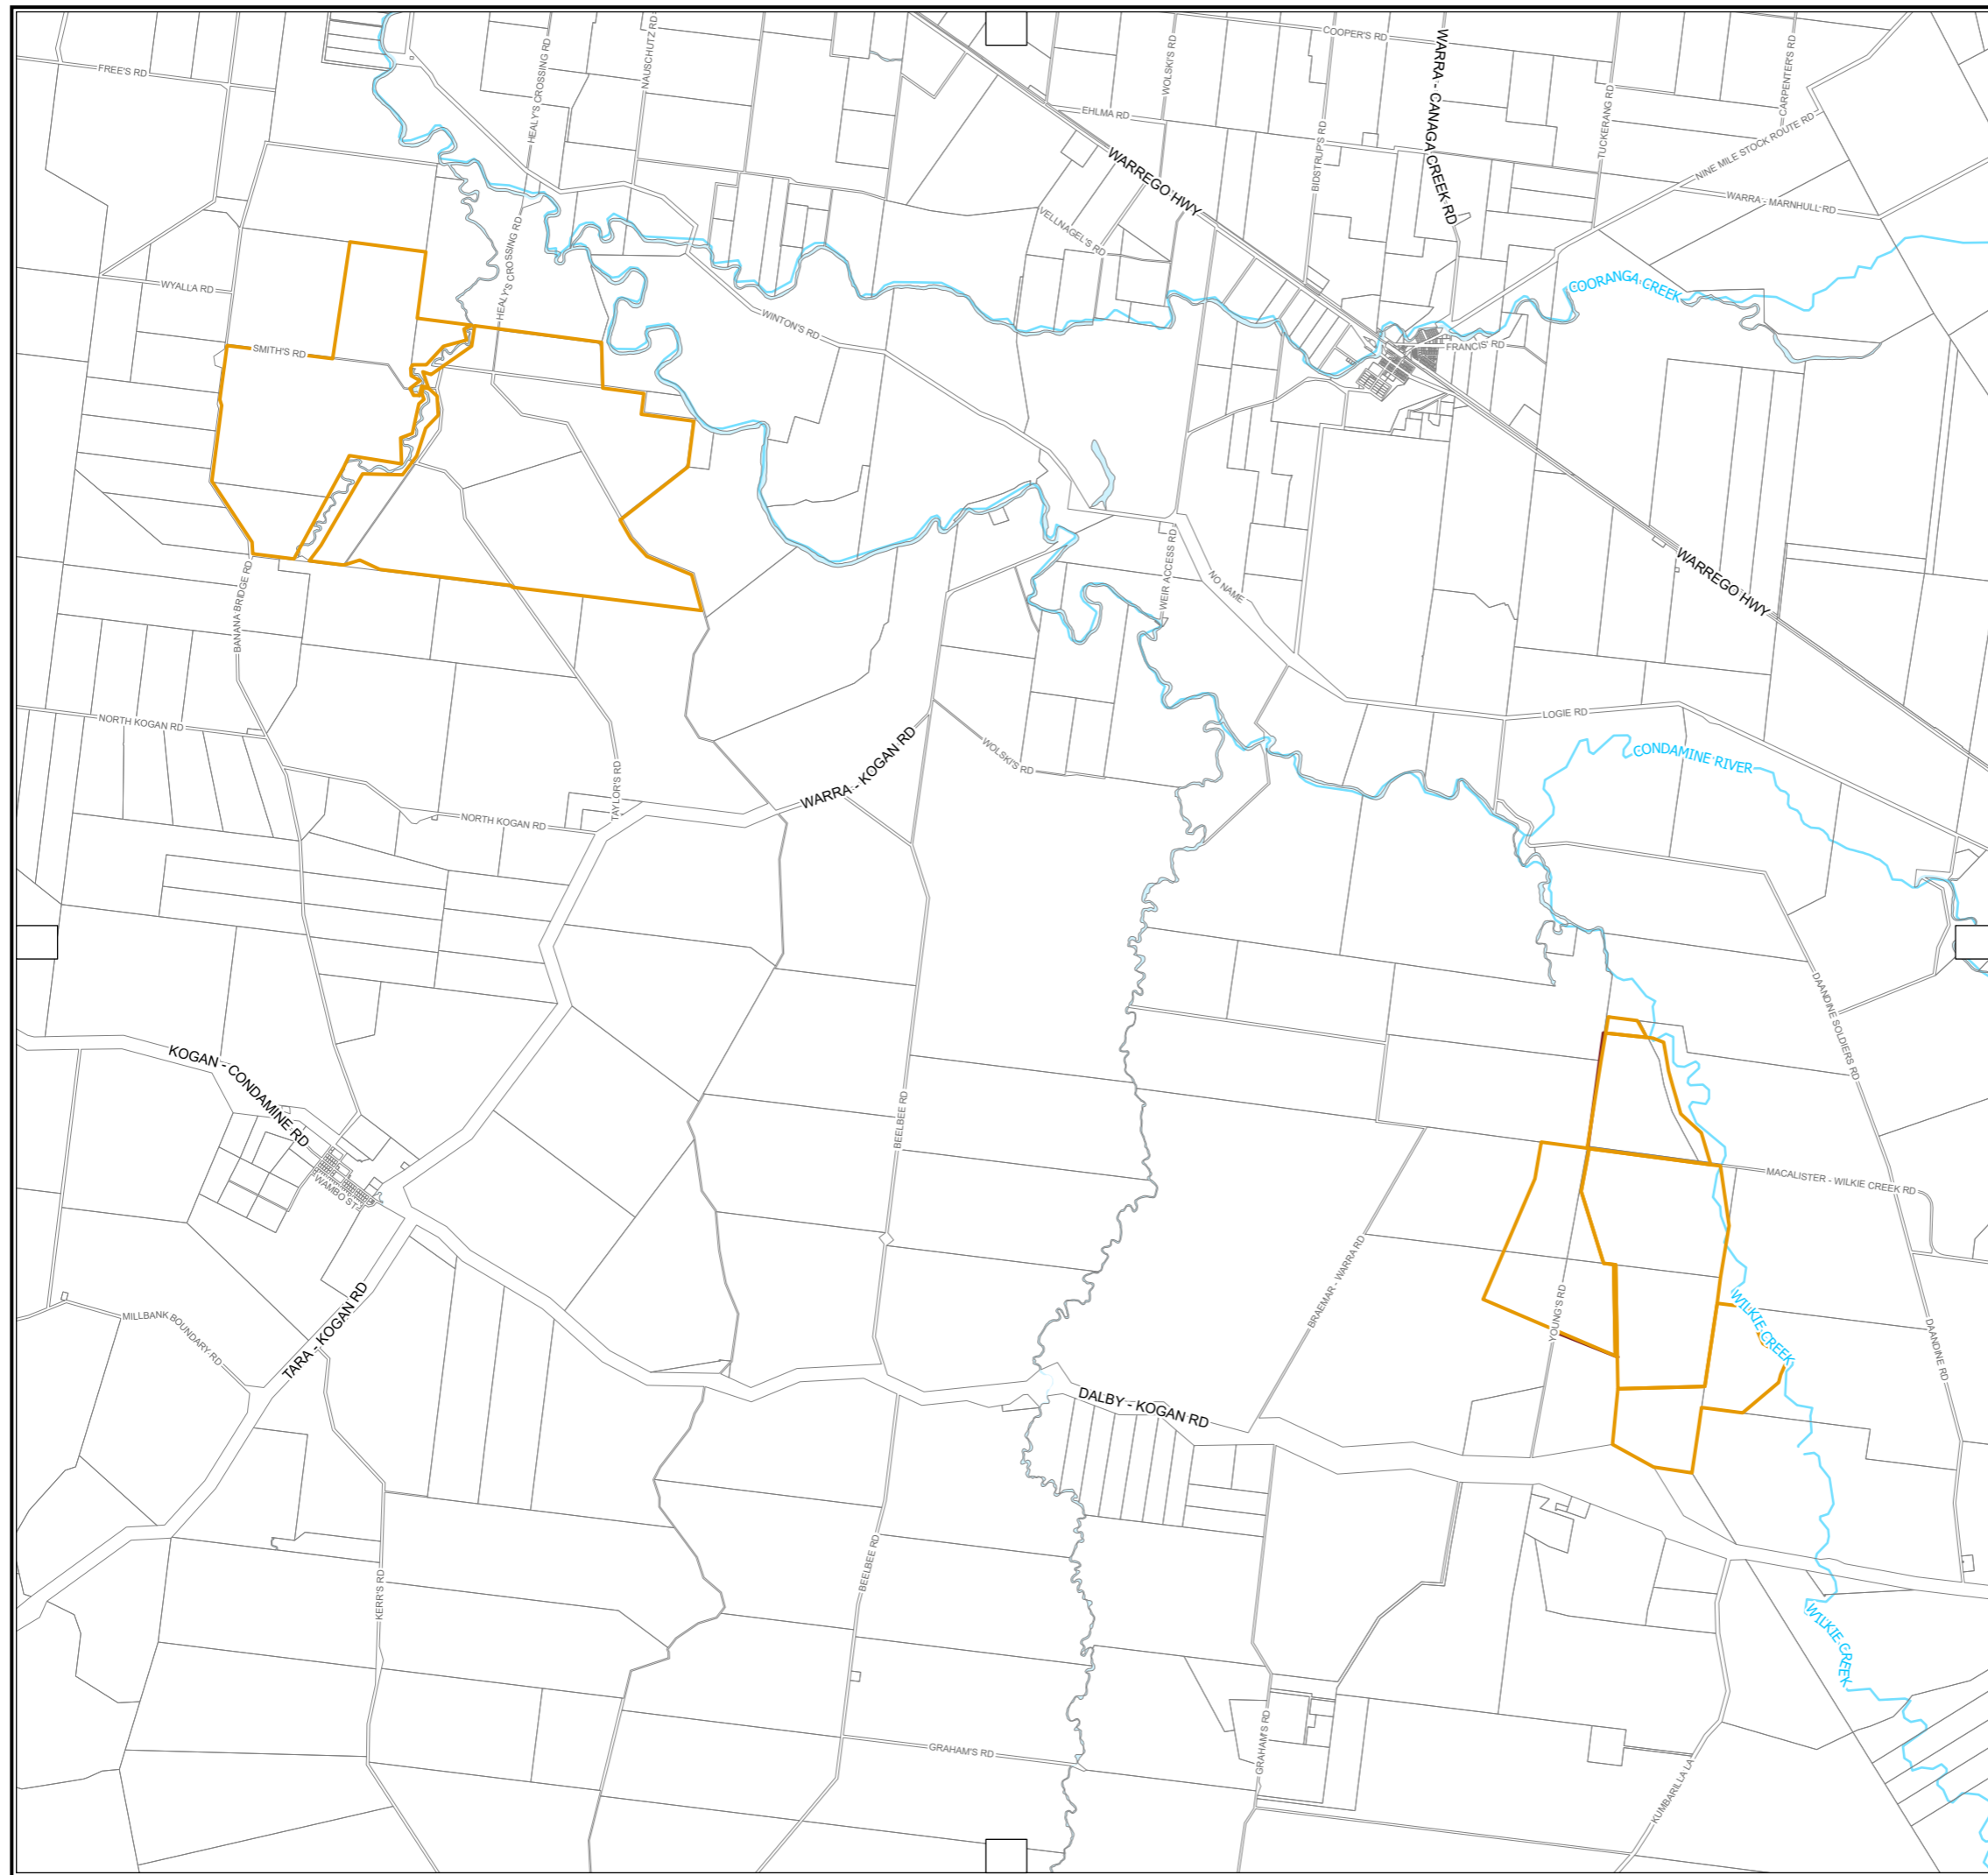 COOPER'S RD
FREE'S RD
HEALY'S CROSSING RD
NAUSCHUTZ RD
WOLSKI'S RD
WARRA - CANAGA CREEK RD
CARPENTER'S RD
TUCKERANG RD
EHLMA RD
BIDSTRUP'S RD
NINE MILE STOCK ROUTE RD
WARREGO HWY
WARRA - MARNHULL RD
VELLNAGEL'S RD
HEALY'S CROSSING RD
WYALLA RD
COORANGA CREEK
WINTON'S RD
SMITH'S RD
FRANCIS' RD
WEIR ACCESS RD
NO NAME
WARREGO HWY
BANANA BRIDGE RD
NORTH KOGAN RD
LOGIE RD
CONDAMINE RIVER
WOLSKI'S RD
WARRA - KOGAN RD
TAYLOR'S RD
NORTH KOGAN RD
DAANDINE SOLDIERS RD
KOGAN - CONDAMINE RD
BEELBEE RD
WAMBO ST
MACALISTER - WILKIE CREEK RD
BRAEMAR - WARRA RD
YOUNG'S RD
WILKIE CREEK
DAANDINE RD
MILLBANK BOUNDARY RD
TARA - KOGAN RD
DALBY - KOGAN RD
BEELBEE RD
KERR'S RD
WILKIE CREEK
GRAHAM'S RD
GRAHAM'S RD
KUMBARILLA LA